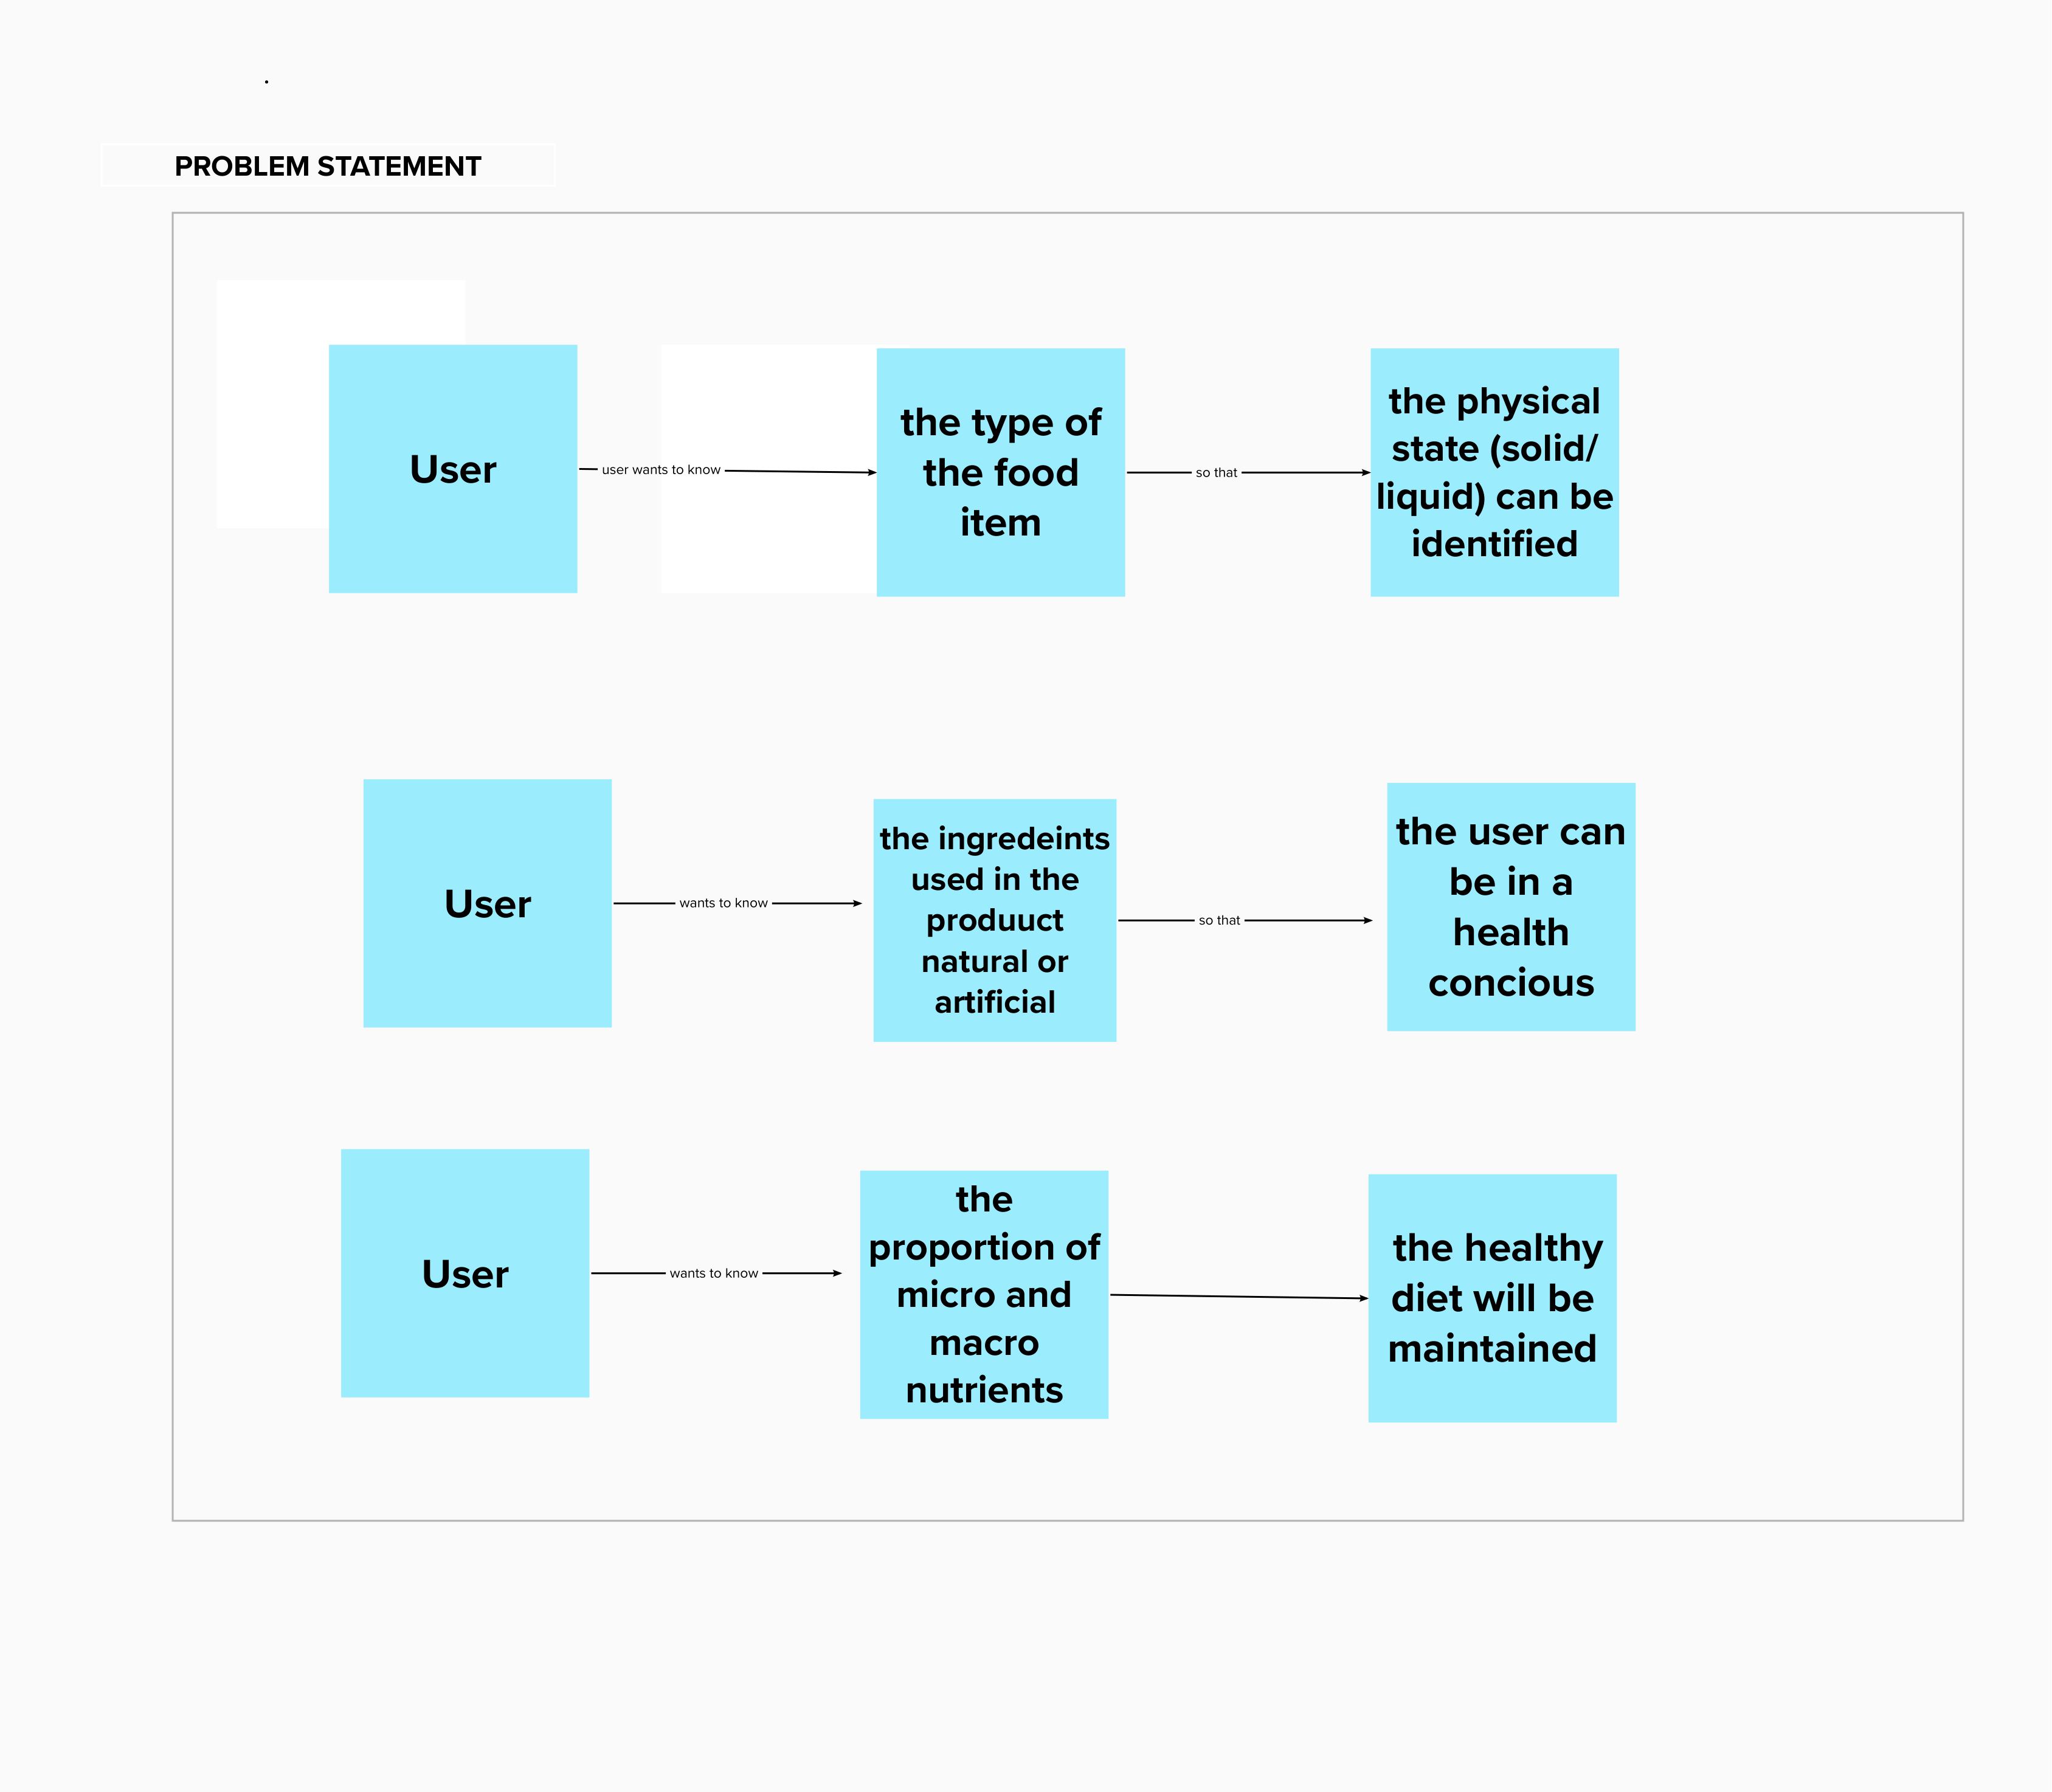 PROBLEM STATEMENT
User
user wants to know
the type of
the food
item
so that
the physical
state (solid/
liquid) can be
identified
User
wants to know
the ingredeints
used in the
produuct
natural or
artificial
so that
the user can
be in a
health
concious
User
wants to know
the
proportion of
micro and
macro
nutrients
the healthy
diet will be
maintained